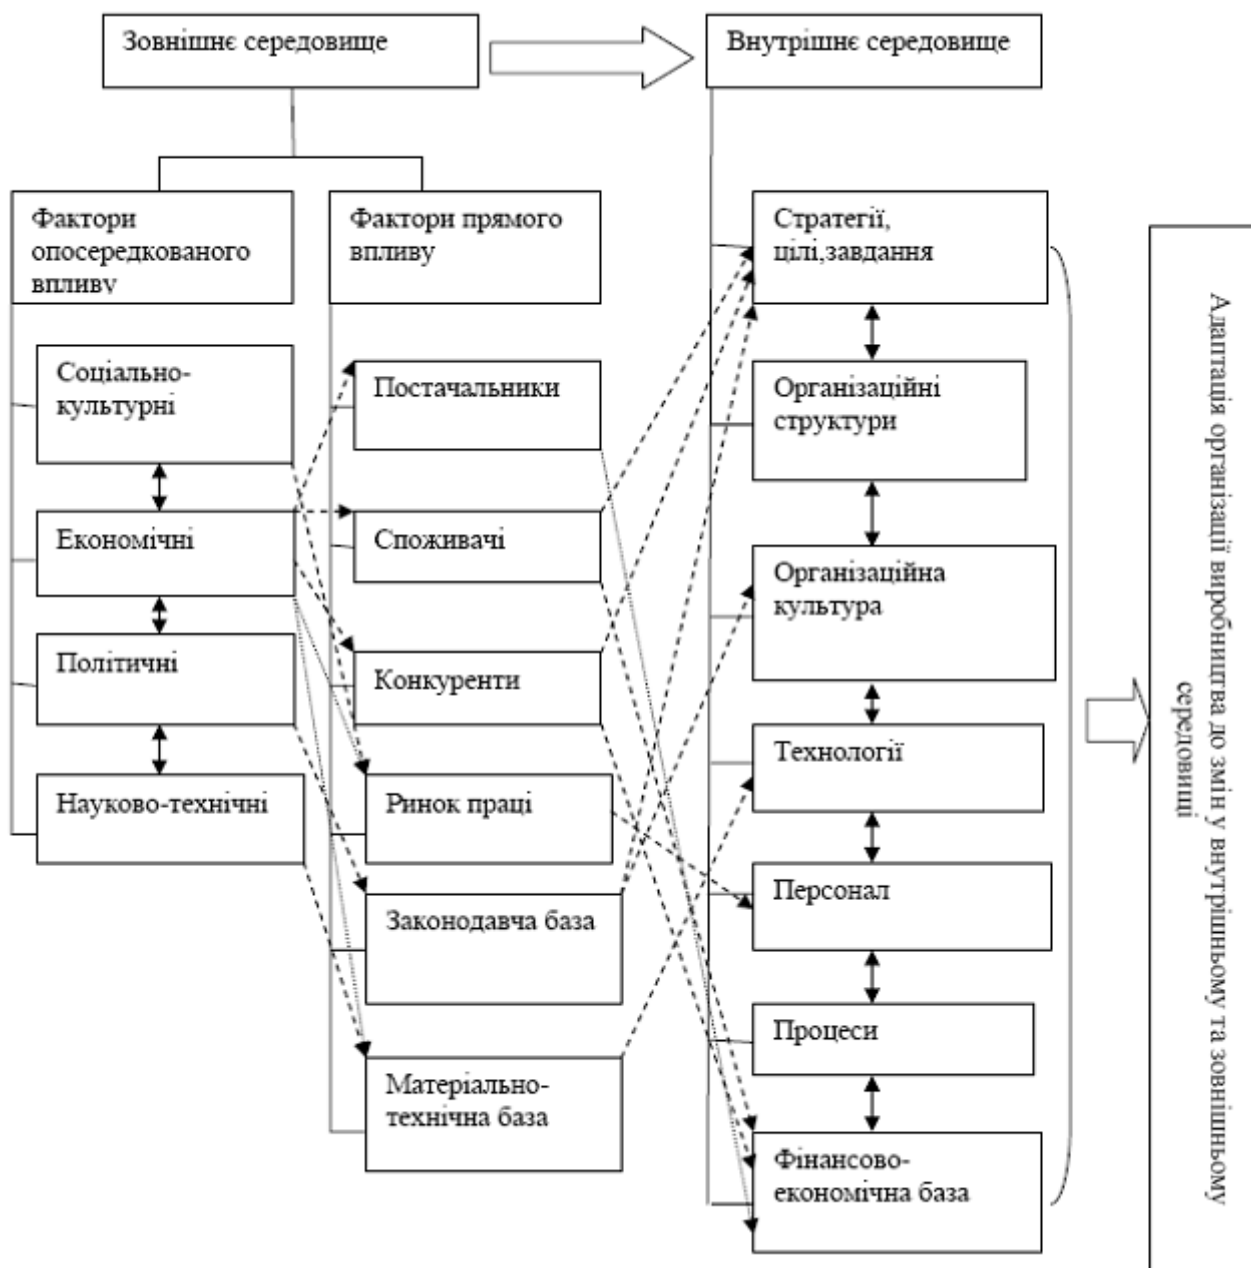 Зовнішнє середовище
Внутрішнє середовище
Фактори
опосередкованого
впливу
Фактори прямого
впливу
Стратегії,
цілі,завдання
Соціально-
культурні
Постачальники
Організаційні
структури
Економічні
Споживачі
Організаційна
культура
Політичні
Конкуренти
Технології
Науково-технічні
Ринок праці
Персонал
Законодавча база
Процеси
Матеріально-
технічна база
Фінансово-
економічна база
Адаптація організації виробництва до змін у внутрішньому та зовнішньому
середовищі